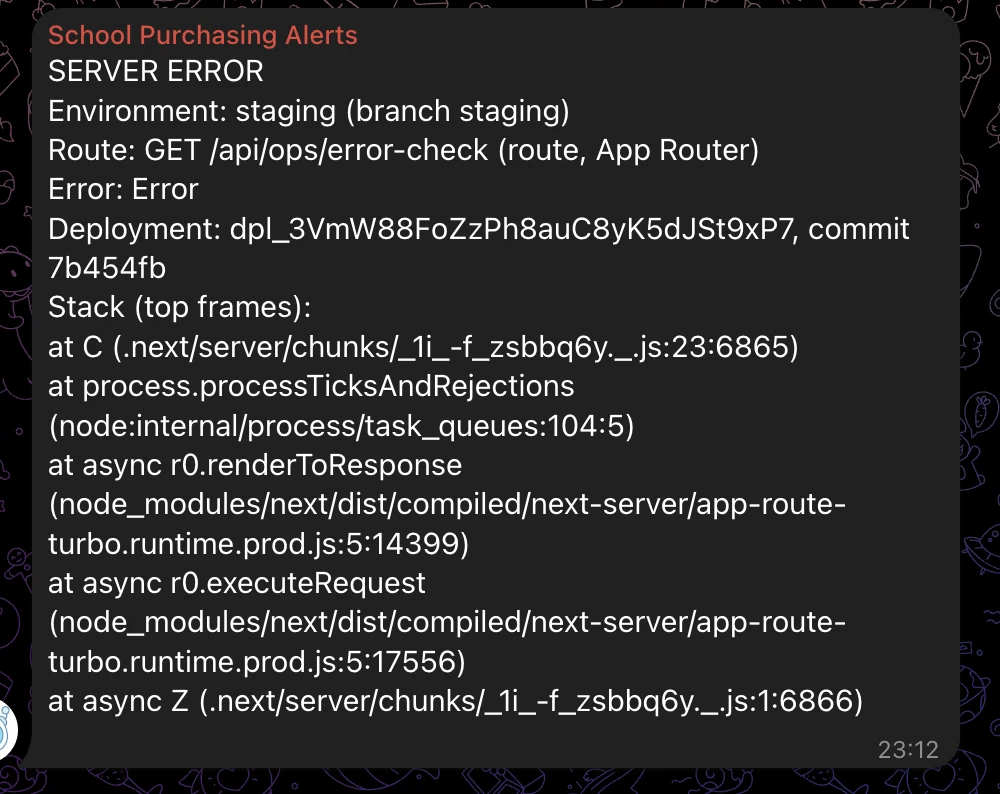 School Purchasing Alerts
SERVER ERROR
Environment: staging (branch staging)
Route: GET /api/ops/error-check (route, App Router)
Error: Error
Deployment: dpl_3VmW88FoZzPh8auC8yK5dJSt9xP7, commit
7b454fb
Stack (top frames):
at C (.next/server/chunks/_1i_-f_zsbbq6y._.js:23:6865)
at process.processTicksAndRejections
(node:internal/process/task_queues:104:5)
at async r0.renderToResponse
(node_modules/next/dist/compiled/next-server/app-route-
turbo.runtime.prod.js:5:14399)
at async r0.executeRequest
(node_modules/next/dist/compiled/next-server/app-route-
turbo.runtime.prod.js:5:17556)
at async Z (.next/server/chunks/_1i_-f_zsbbq6y._.js:1:6866)
23:12